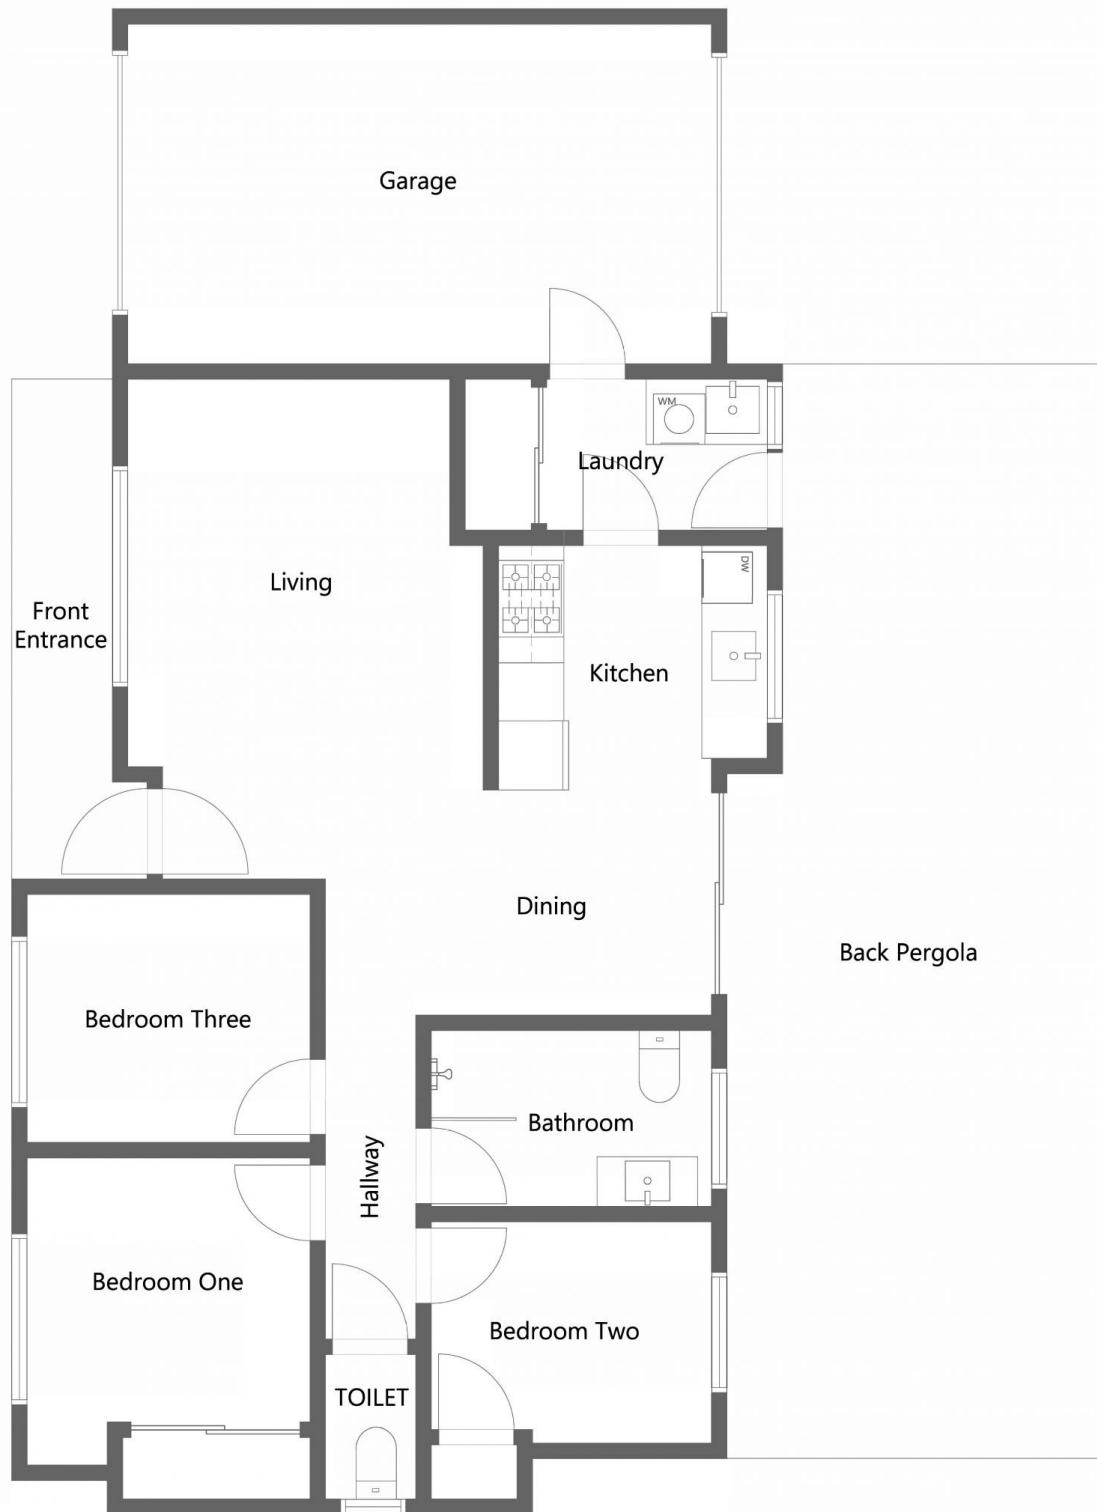 Garage
WM
Laundry
DW
Living
Front
Entrance
Kitchen
Dining
Back Pergola
Bedroom Three
Bathroom
Hallway
Bedroom One
Bedroom Two
TOILET